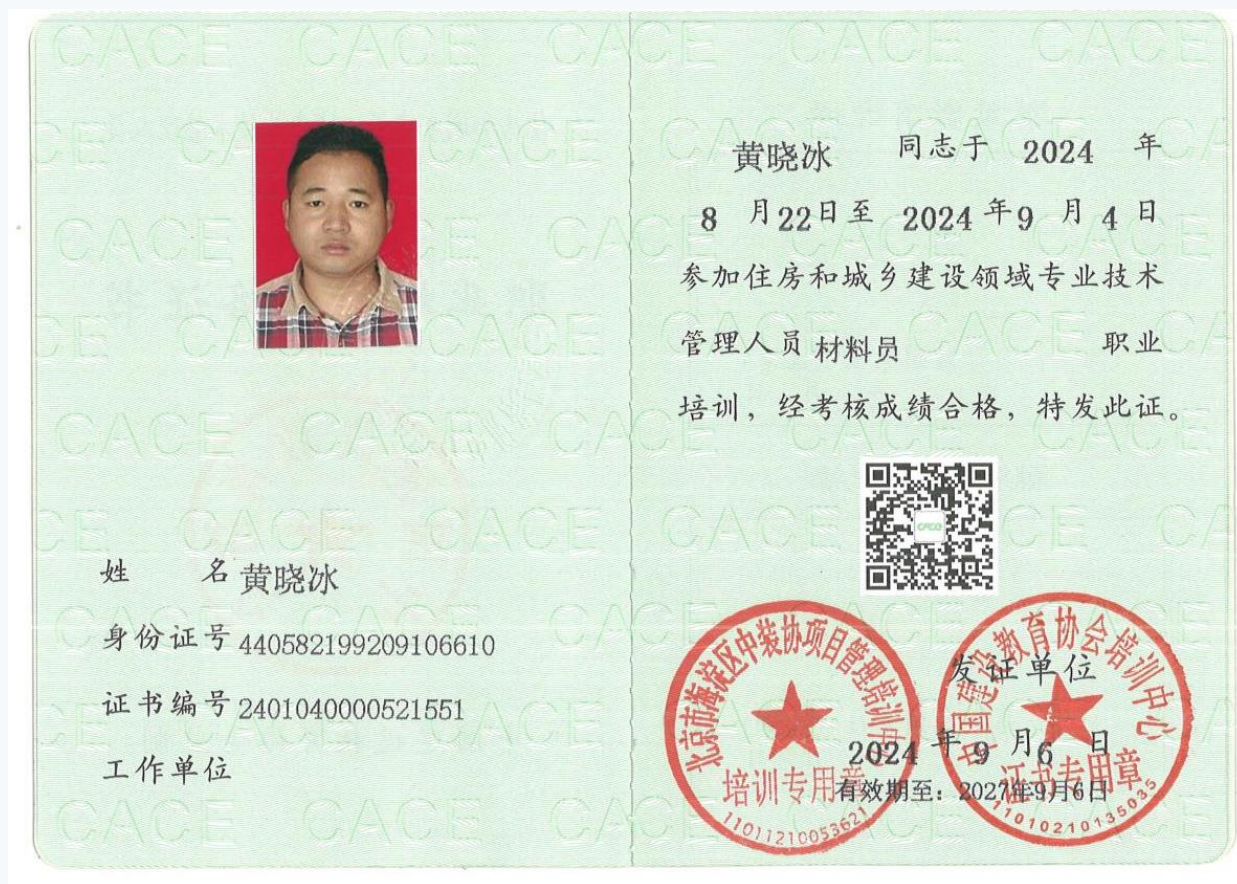 姓 名 黄晓冰
身份证号 440582199209106610
证书编号 2401040000521551
工作单位
黄晓冰 同志于 2024 年
8 月 22 日至 2024 年 9 月 4 日
参加住房和城乡建设领域专业技术
管理人员 材料员 职业
培训，经考核成绩合格，特发此证。
CACE
北京市海淀区中装协项目管理培训中
培训专用章
11011210053621
中国建设教育协会培训中心
证书专用章
11010210135035
发证单位
2024 年 9 月 6 日
有效期至：2027年9月6日